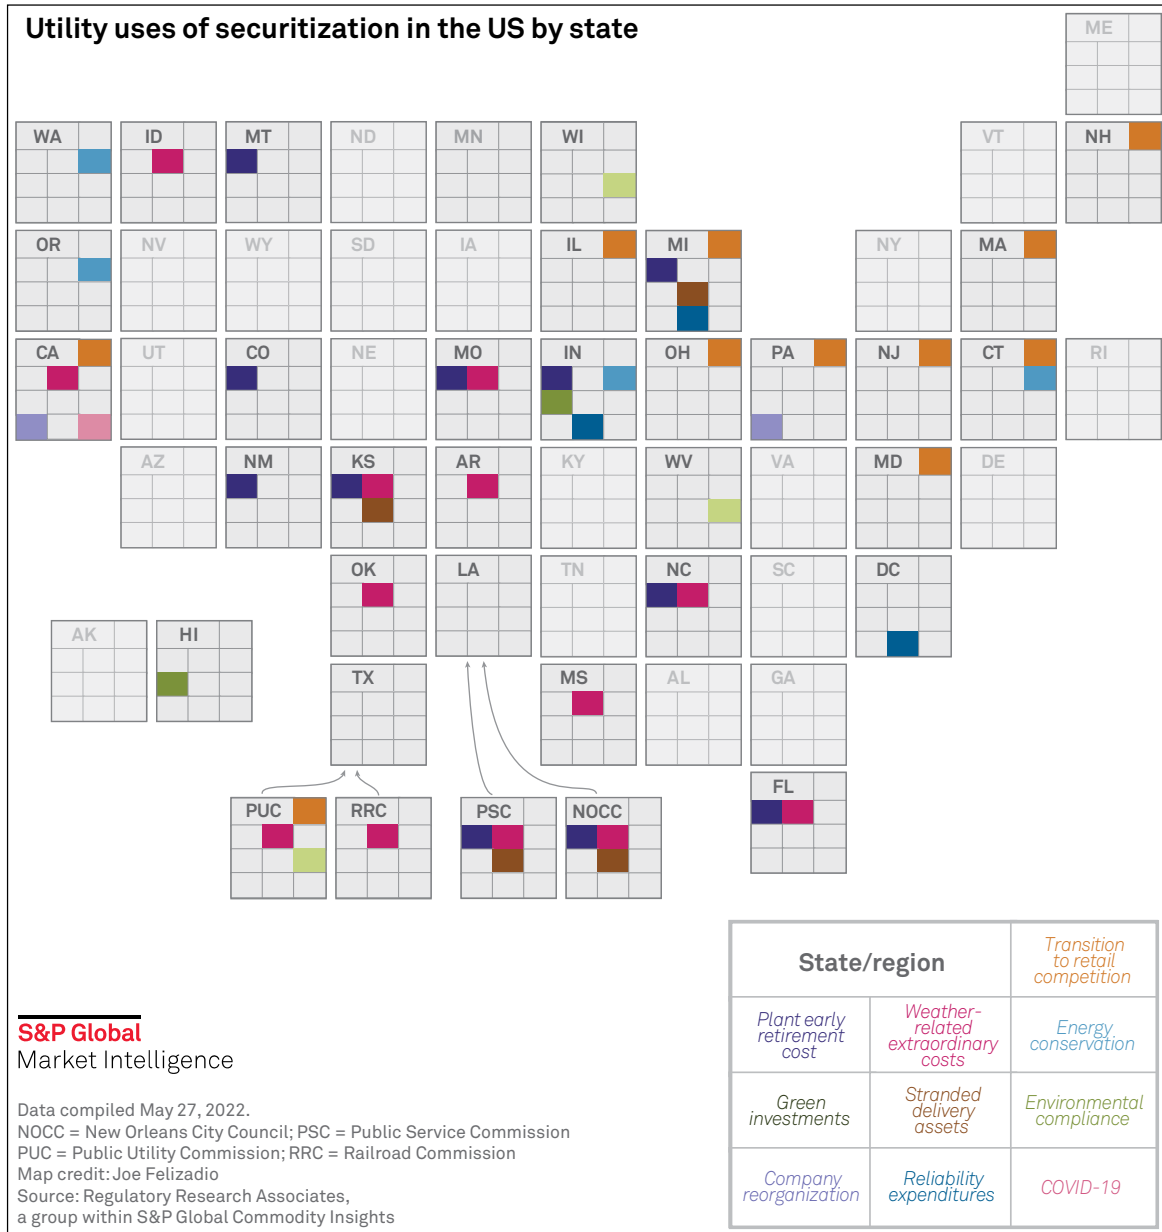 Utility uses of securitization in the US by state
ME
WA
ID
MT
ND
MN
WI
VT
NH
OR
NV
WY
SD
IA
IL
MI
NY
MA
CA
UT
CO
NE
MO
IN
OH
PA
NJ
CT
RI
AZ
NM
KS
AR
KY
WV
VA
MD
DE
OK
LA
TN
NC
SC
DC
AK
HI
TX
MS
AL
GA
PUC
RRC
PSC
NOCC
FL
State/region
Transition
to retail
competition
Plant early
retirement
cost
Weather-
related
extraordinary
costs
Energy
conservation
Green
investments
Stranded
delivery
assets
Environmental
compliance
Company
reorganization
Reliability
expenditures
COVID-19
S&P Global
Market Intelligence
Data compiled May 27, 2022.
NOCC = New Orleans City Council; PSC = Public Service Commission
PUC = Public Utility Commission; RRC = Railroad Commission
Map credit: Joe Felizadio
Source: Regulatory Research Associates,
a group within S&P Global Commodity Insights